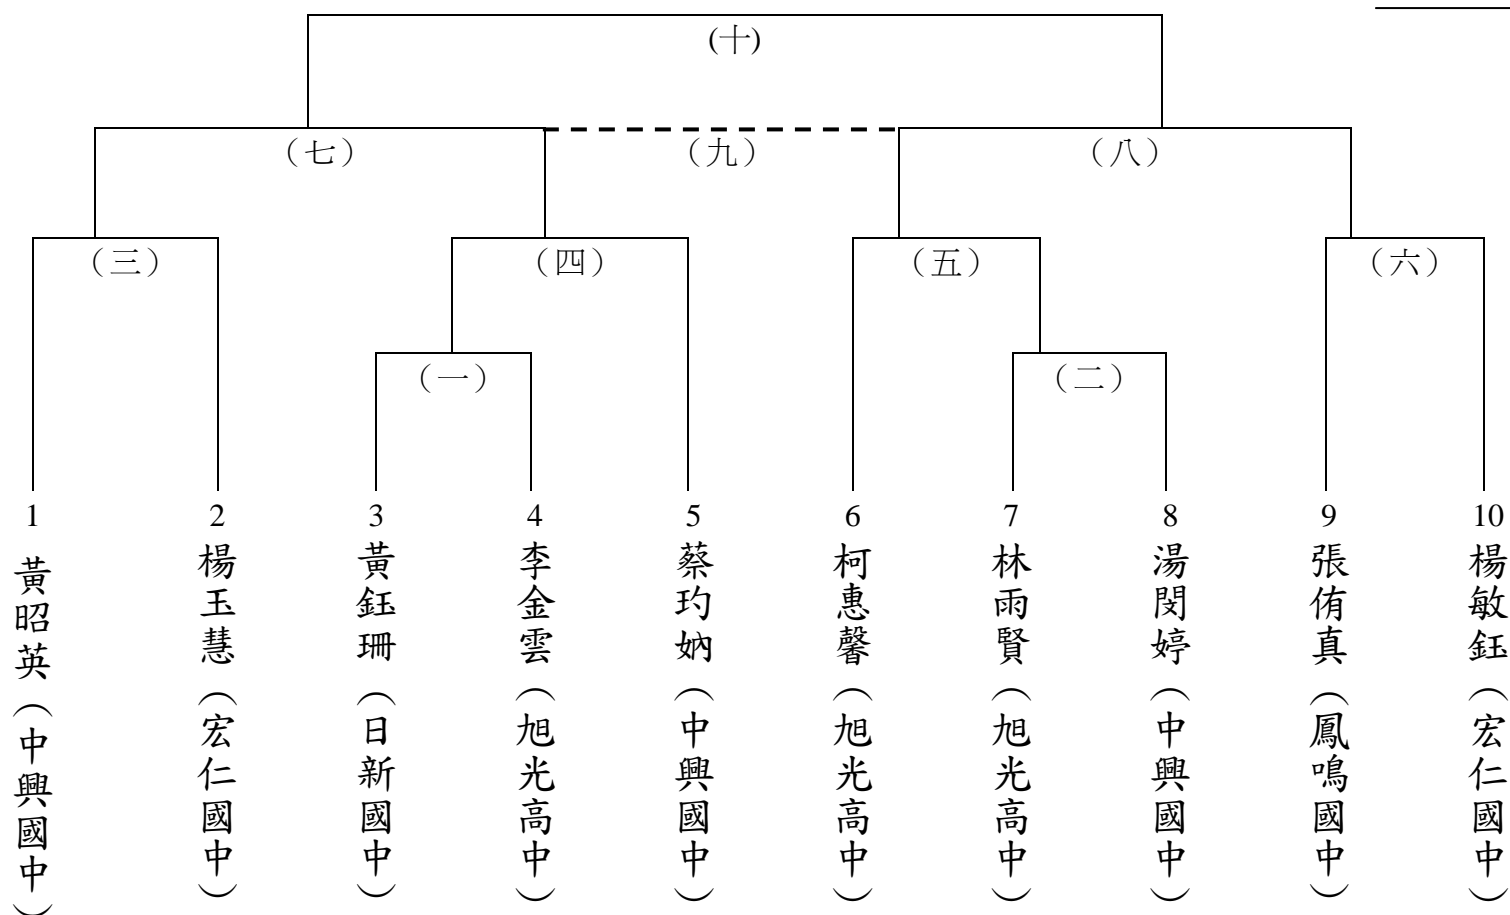 (十)
（七）
（九）
（八）
（三）
（四）
（五）
（六）
（一）
（二）
1
2
3
4
5
6
7
8
9
10
黃昭英（中興國中）
楊玉慧（宏仁國中）
黃鈺珊（日新國中）
李金雲（旭光高中）
蔡玓妠（中興國中）
柯惠馨（旭光高中）
林雨賢（旭光高中）
湯閔婷（中興國中）
張侑真（鳳鳴國中）
楊敏鈺（宏仁國中）